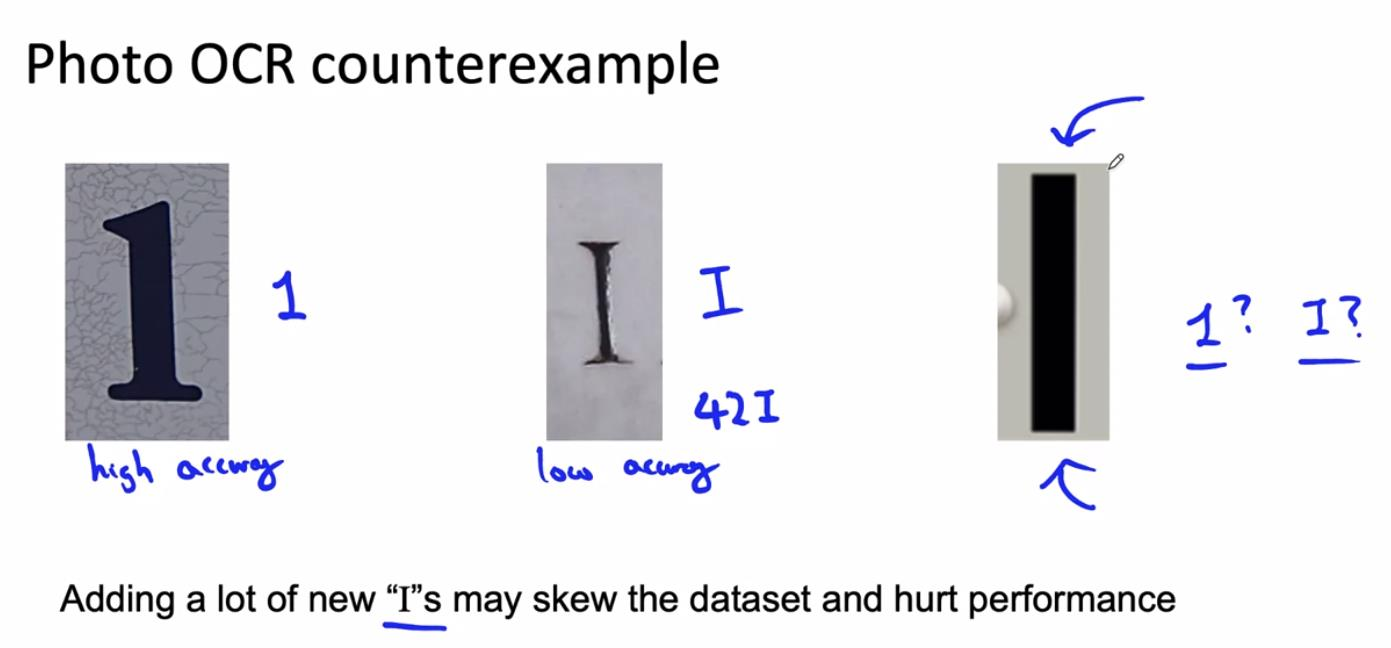 Photo OCR counterexample
1
1
I
I
42I
1? I?
high accuracy
low accuracy
Adding a lot of new “I”s may skew the dataset and hurt performance